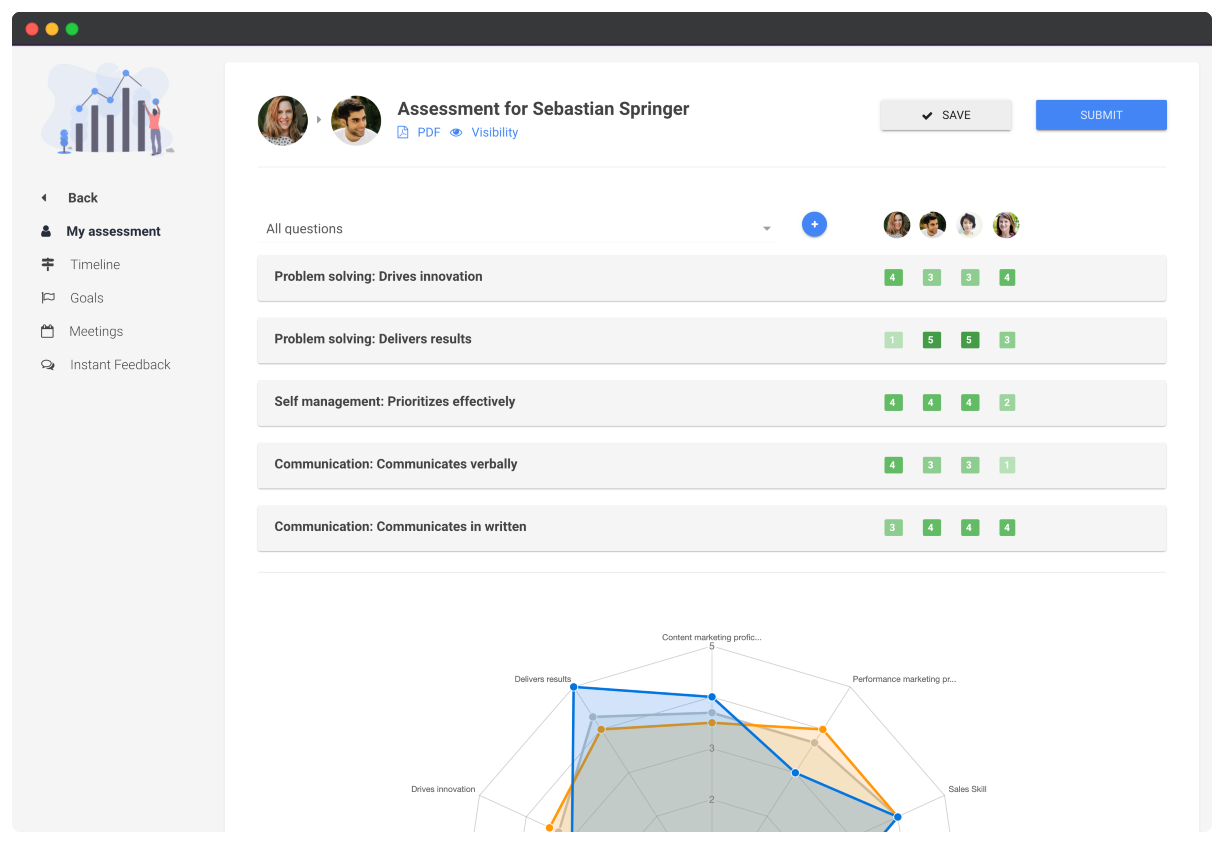 Assessment for Sebastian Springer
PDF Visibility
SAVE
SUBMIT
Back
My assessment
Timeline
Goals
Meetings
Instant Feedback
All questions
+
Problem solving: Drives innovation 4 3 3 4
Problem solving: Delivers results 1 5 5 3
Self management: Prioritizes effectively 4 4 4 2
Communication: Communicates verbally 4 3 3 1
Communication: Communicates in written 3 4 4 4
Content marketing profic...
5
Delivers results
Performance marketing pr...
3
Drives innovation
Sales Skill
2